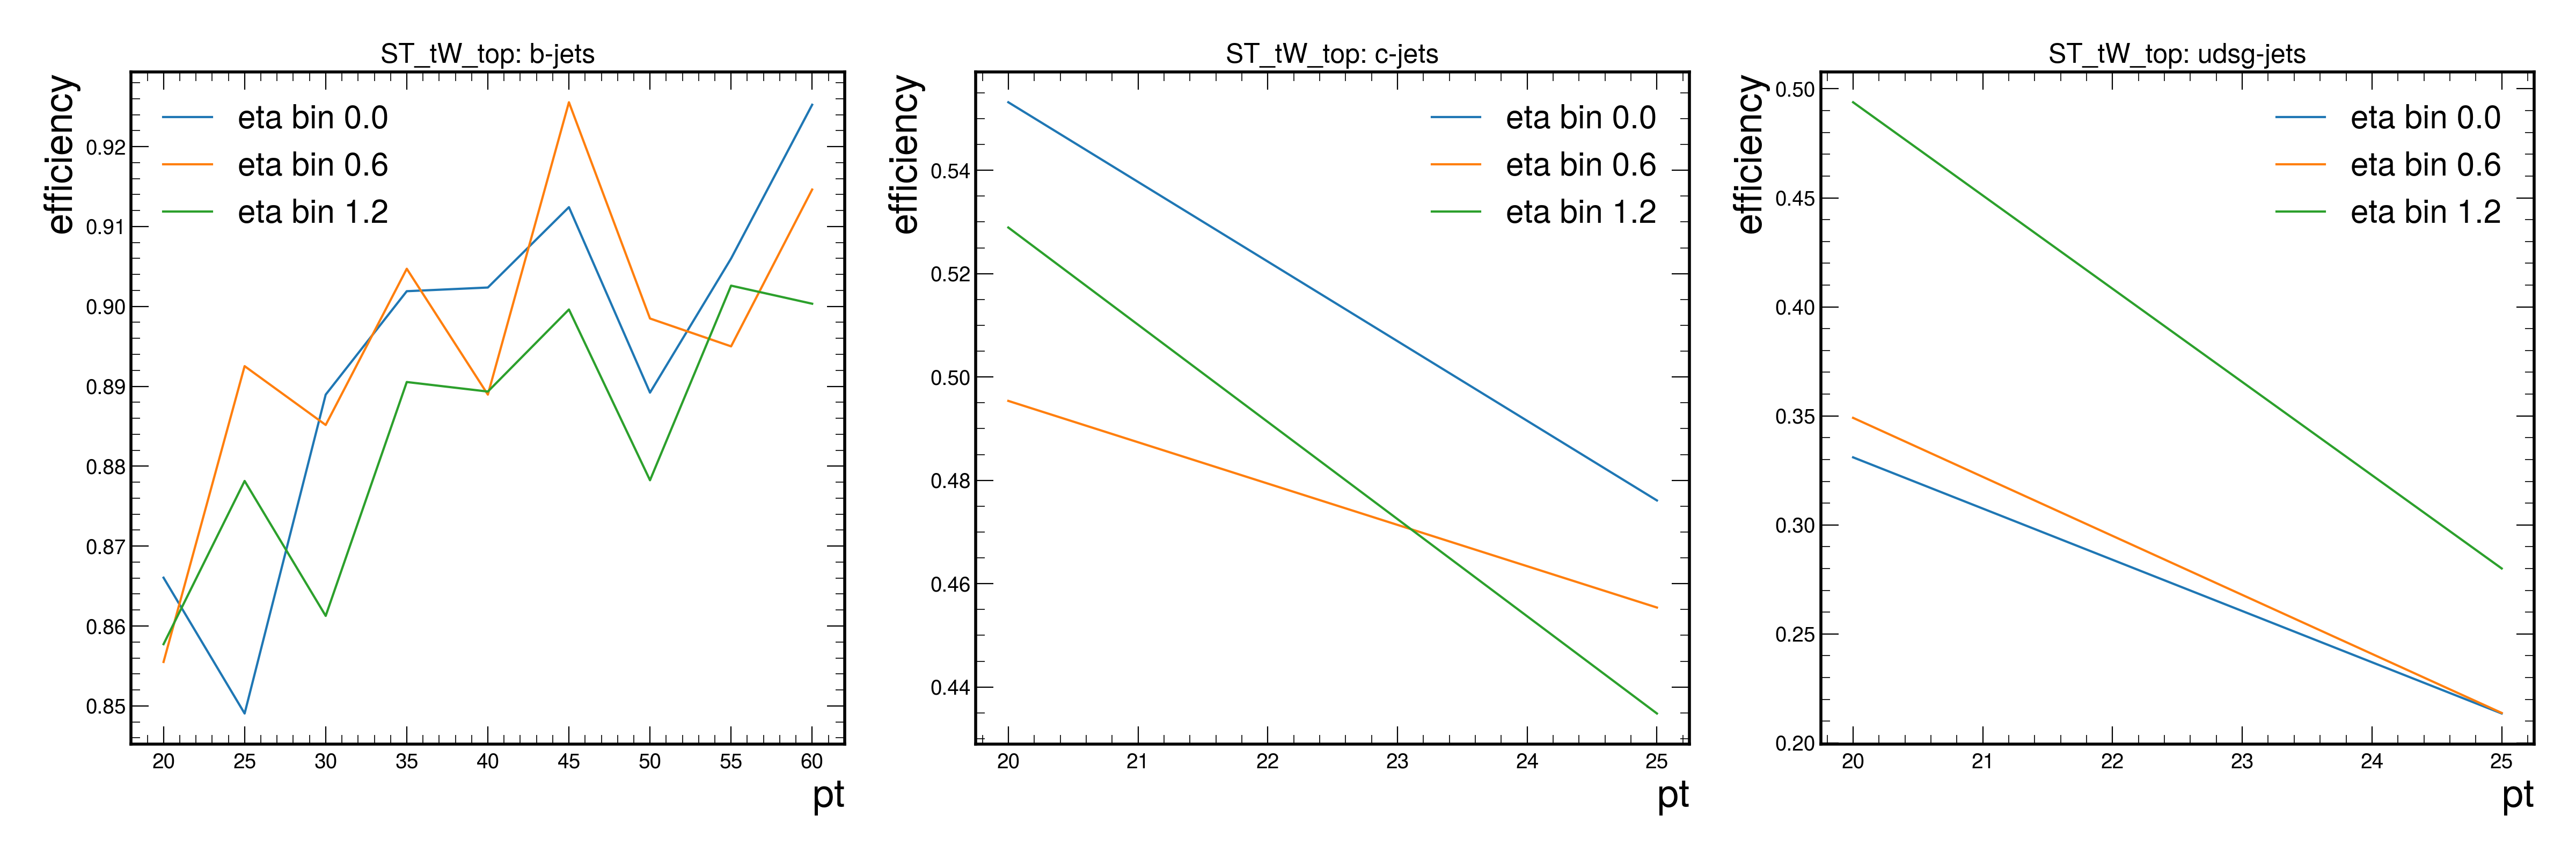 ST_tW_top: b-jets
efficiency
eta bin 0.0
eta bin 0.6
eta bin 1.2
0.92
0.91
0.90
0.89
0.88
0.87
0.86
0.85
20 25 30 35 40 45 50 55 60
pt
ST_tW_top: c-jets
efficiency
eta bin 0.0
eta bin 0.6
eta bin 1.2
0.54
0.52
0.50
0.48
0.46
0.44
20 21 22 23 24 25
pt
ST_tW_top: udsg-jets
efficiency
eta bin 0.0
eta bin 0.6
eta bin 1.2
0.50
0.45
0.40
0.35
0.30
0.25
0.20
20 21 22 23 24 25
pt